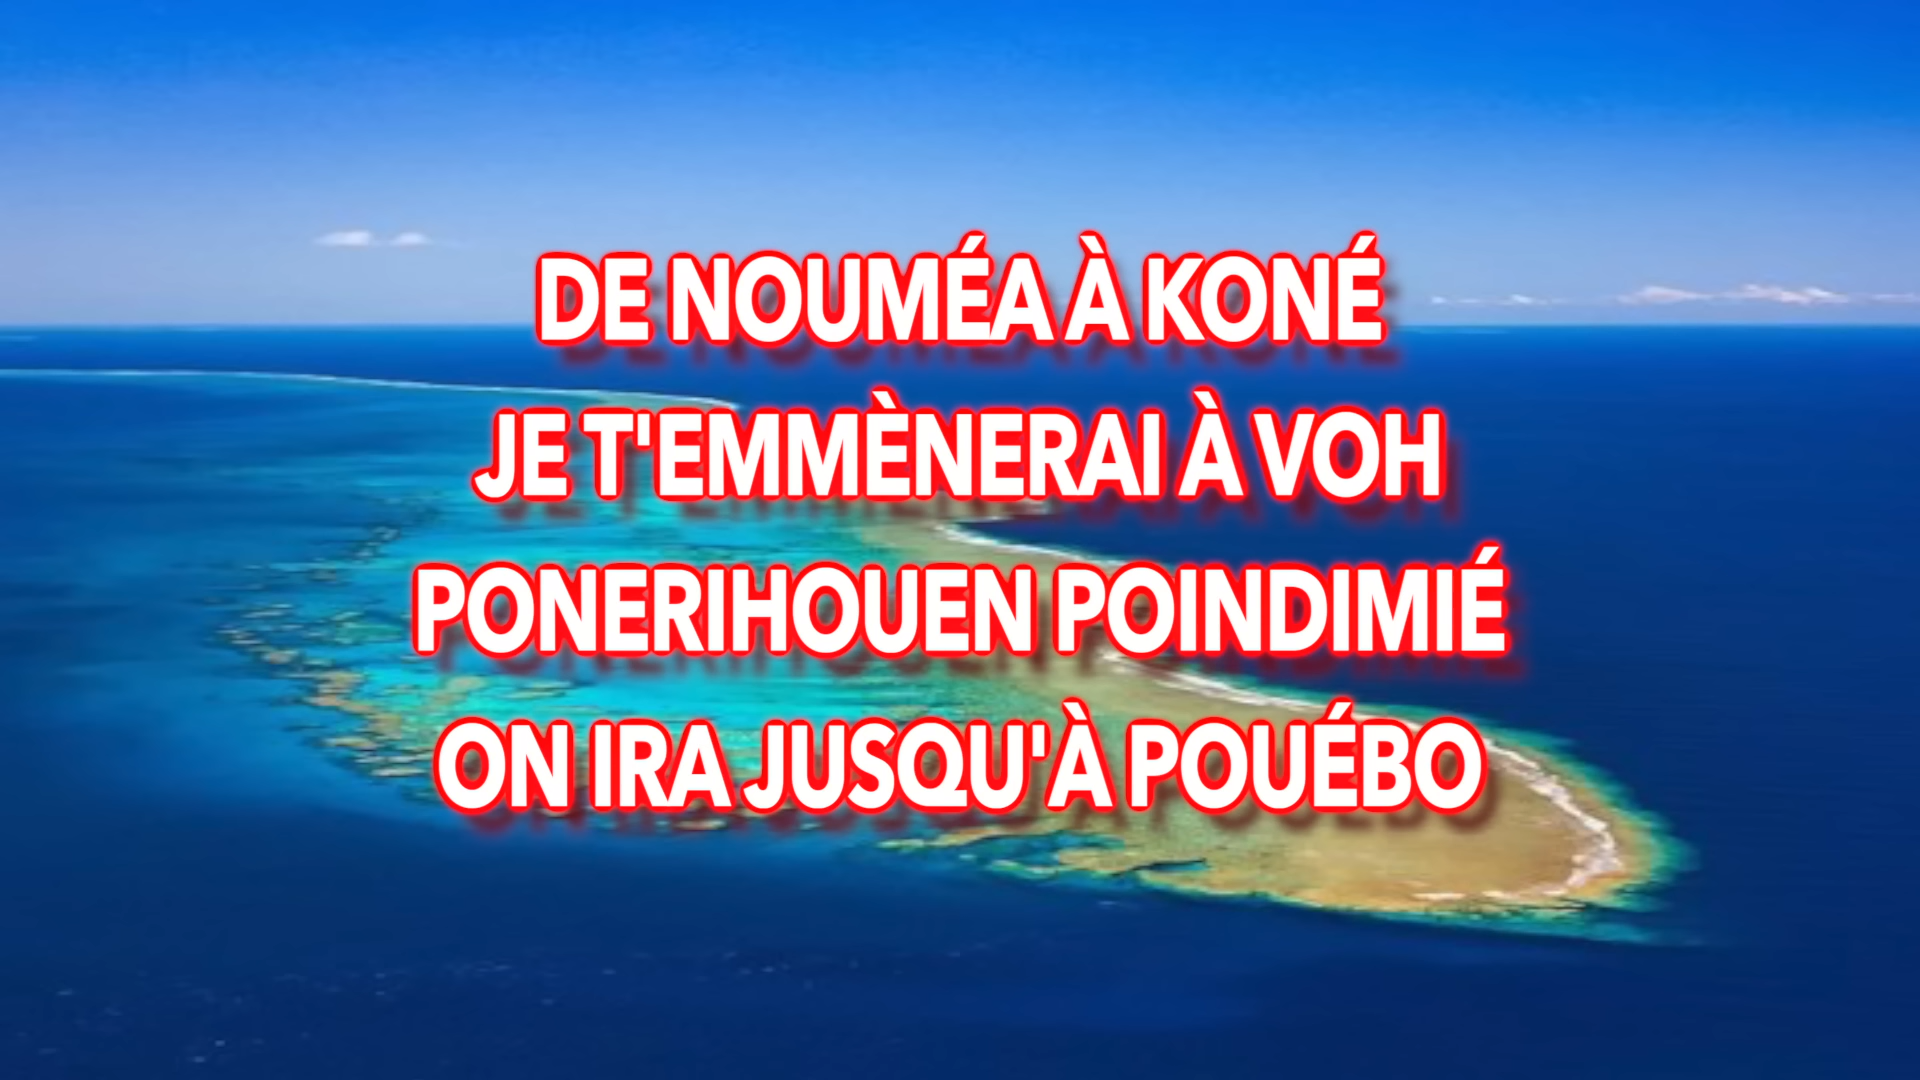 DE NOUMÉA À KONÉ
JE T'EMMÈNERAI À VOH
PONERIHOUEN POINDIMIÉ
ON IRA JUSQU'À POUÉBO